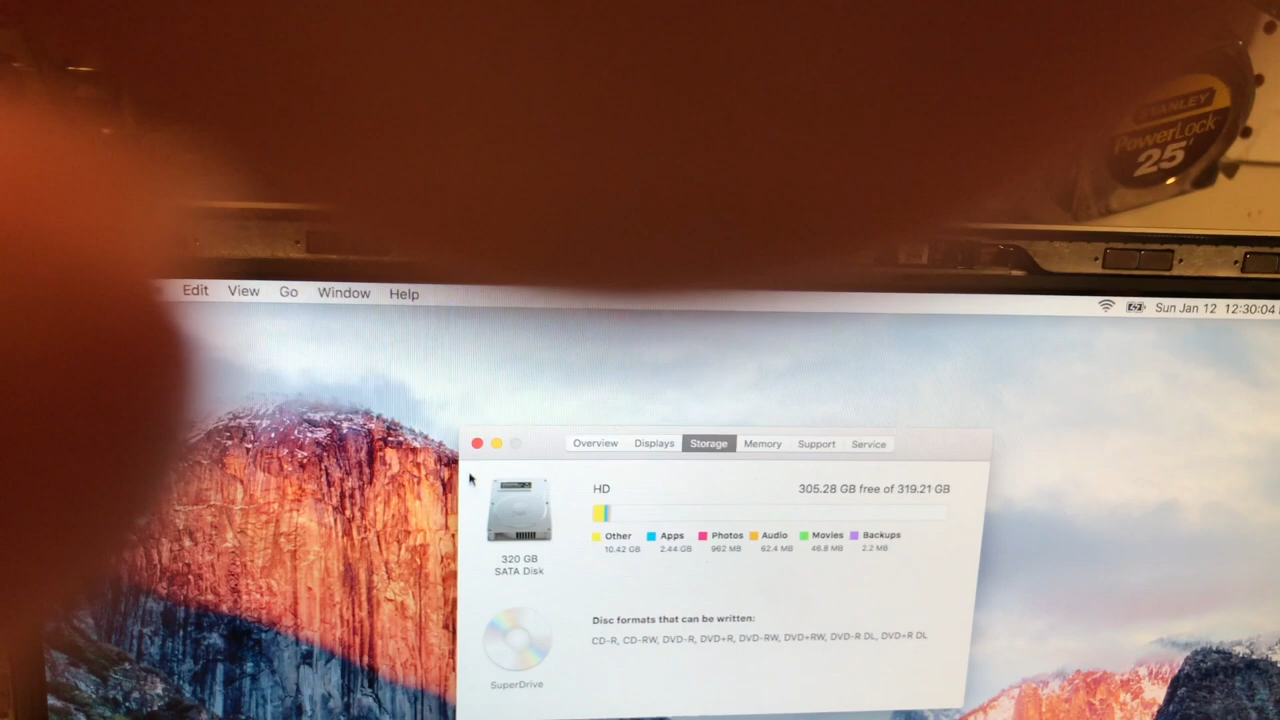 STANLEY
PowerLock
25'
Edit View Go Window Help
Sun Jan 12 12:30:04
Overview Displays Storage Memory Support Service
HD 305.28 GB free of 319.21 GB
Other Apps Photos Audio Movies Backups
10.42 GB 2.44 GB 962 MB 62.4 MB 46.8 MB 2.2 MB
320 GB
SATA Disk
Disc formats that can be written:
CD-R, CD-RW, DVD-R, DVD+R, DVD-RW, DVD+RW, DVD-R DL, DVD+R DL
SuperDrive